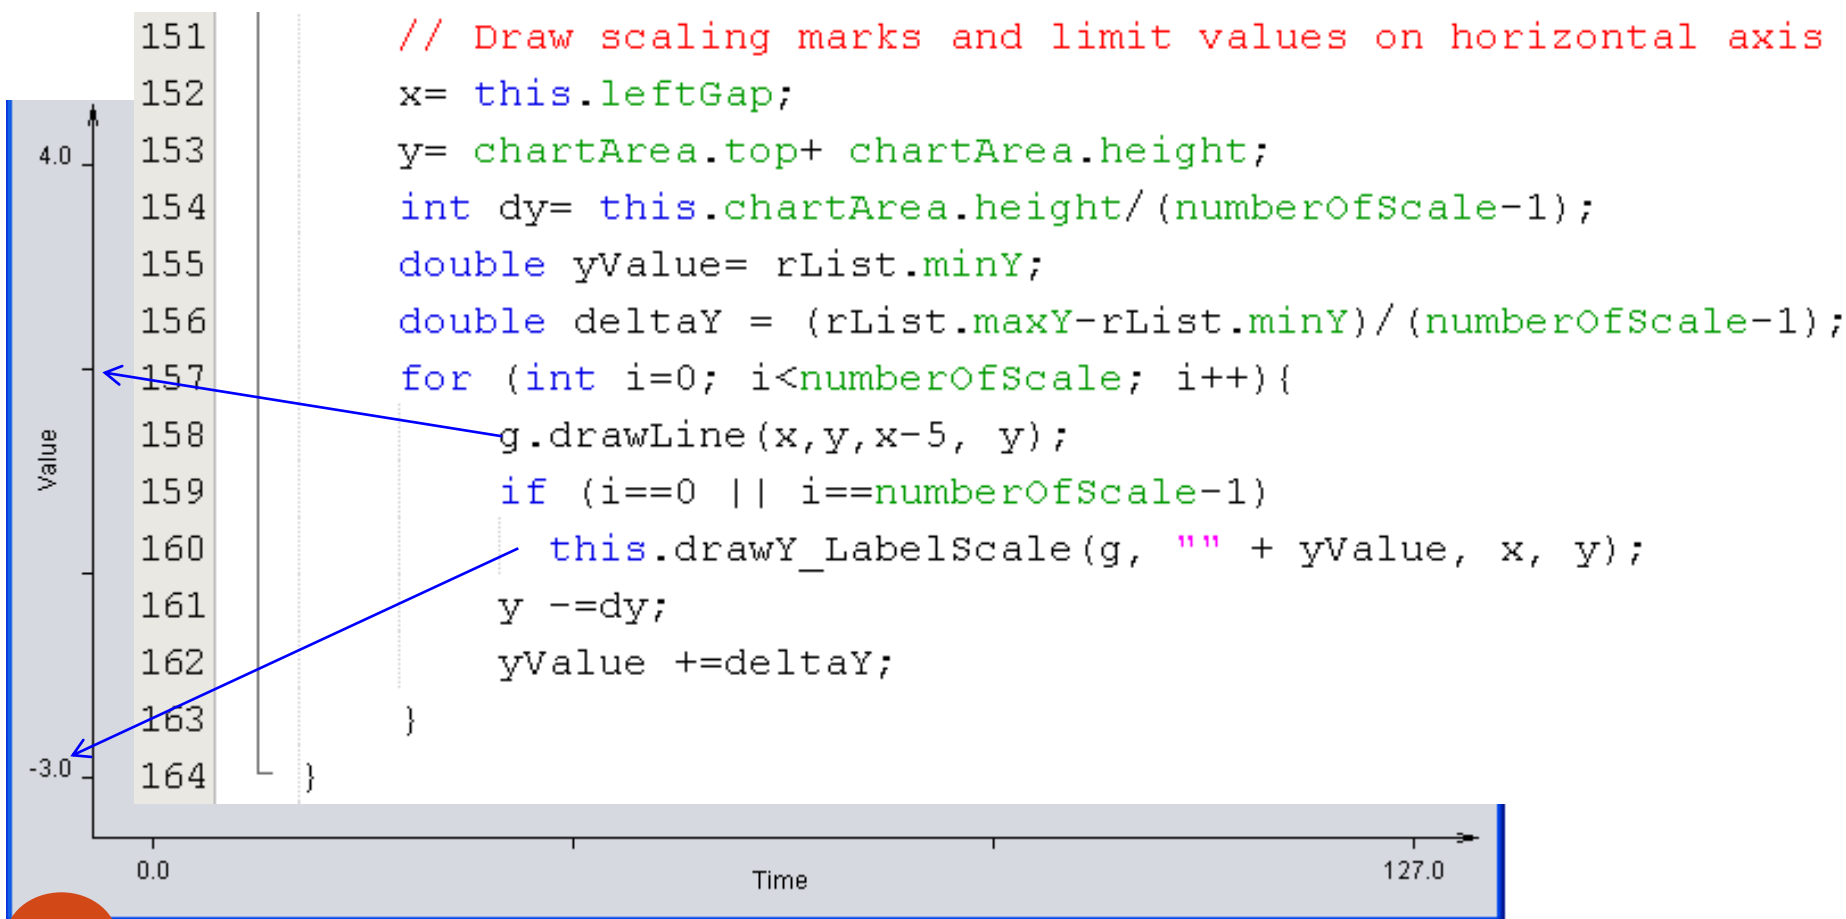 151 // Draw scaling marks and limit values on horizontal axis
152 x= this.leftGap;
153 y= chartArea.top+ chartArea.height;
154 int dy= this.chartArea.height/(numberOfScale-1);
155 double yValue= rList.minY;
156 double deltaY = (rList.maxY-rList.minY)/(numberOfScale-1);
157 for (int i=0; i<numberOfScale; i++){
158 g.drawLine(x,y,x-5, y);
159 if (i==0 || i==numberOfScale-1)
160 this.drawY_LabelScale(g, "" + yValue, x, y);
161 y -=dy;
162 yValue +=deltaY;
163 }
164 }
4.0
Value
-3.0
0.0
Time
127.0